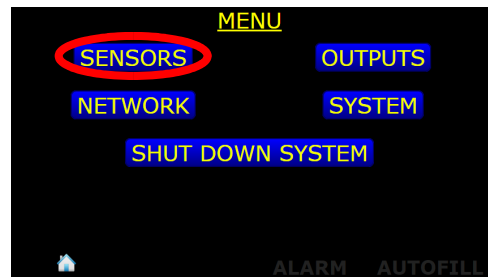 MENU
SENSORS OUTPUTS
NETWORK SYSTEM
SHUT DOWN SYSTEM
ALARM AUTOFILL